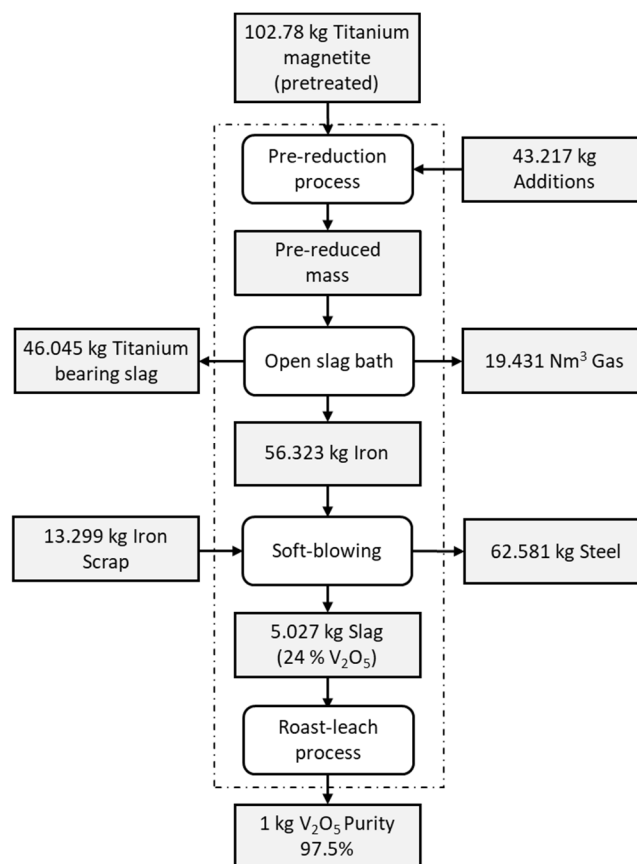 102.78 kg Titanium
magnetite
(pretreated)
Pre-reduction
process
43.217 kg
Additions
Pre-reduced
mass
46.045 kg Titanium
bearing slag
Open slag bath
19.431 Nm³ Gas
56.323 kg Iron
13.299 kg Iron
Scrap
Soft-blowing
62.581 kg Steel
5.027 kg Slag
(24 % V₂O₅)
Roast-leach
process
1 kg V₂O₅ Purity
97.5%